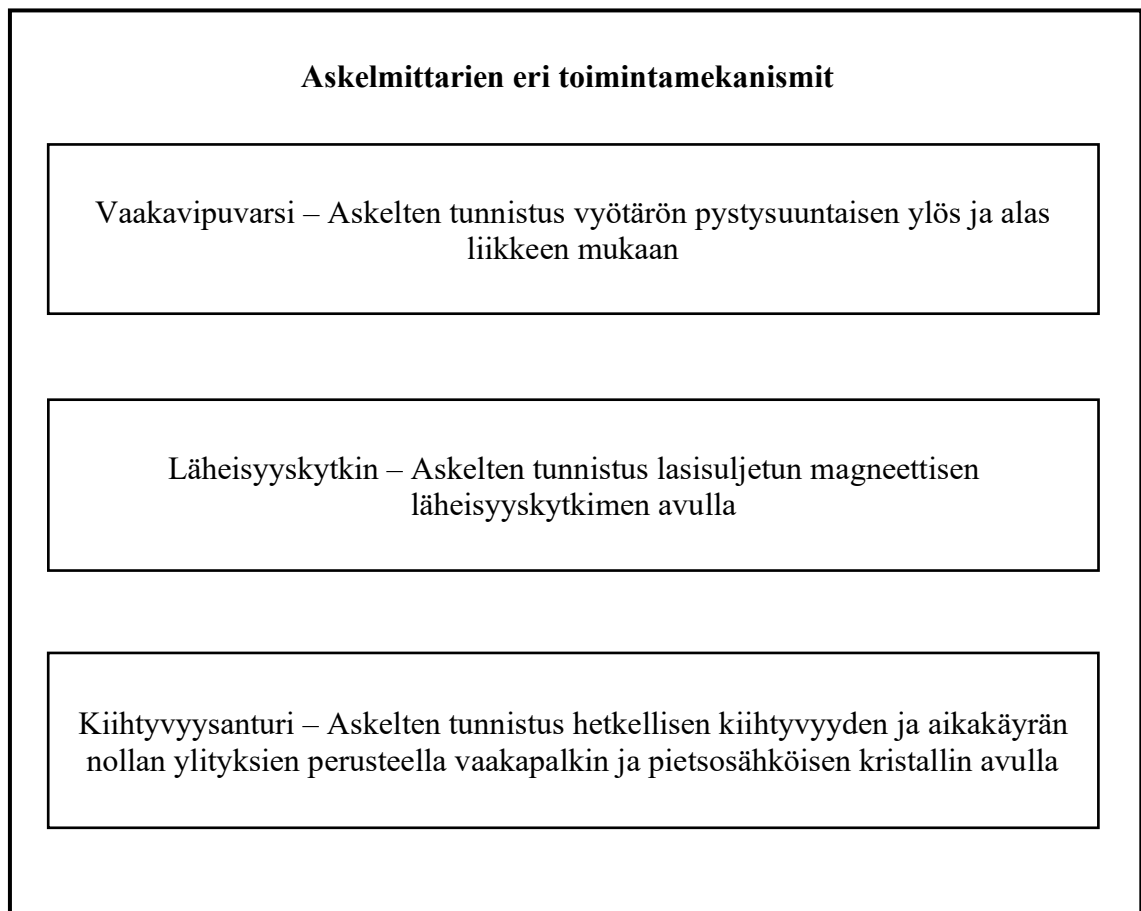 Askelmittarien eri toimintamekanismit
Vaakavipuvarsi – Askelten tunnistus vyötärön pystysuuntaisen ylös ja alas
liikkeen mukaan
Läheisyyskytkin – Askelten tunnistus lasisuljetun magneettisen
läheisyyskytkimen avulla
Kiihtyvyysanturi – Askelten tunnistus hetkellisen kiihtyvyyden ja aikakäyrän
nollan ylityksien perusteella vaakapalkin ja pietsosähköisen kristallin avulla